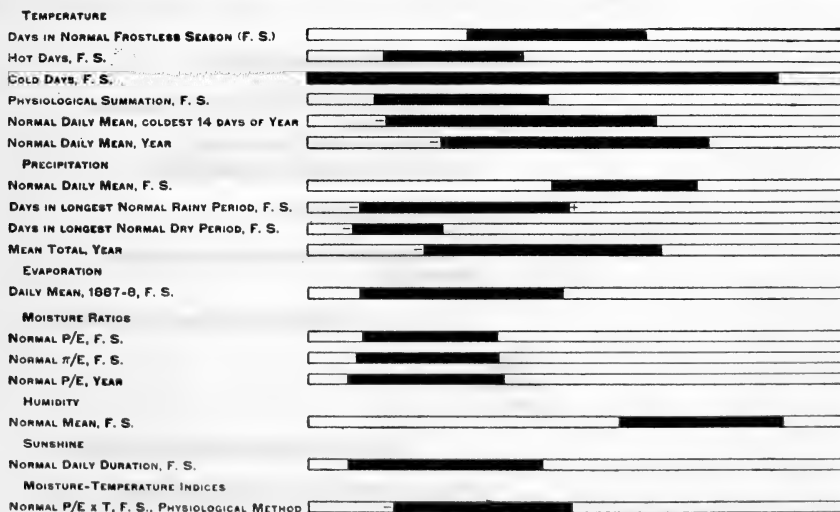 TEMPERATURE
DAYS IN NORMAL FROSTLESS SEASON (F. S.)
HOT DAYS, F. S.
COLD DAYS, F. S.
PHYSIOLOGICAL SUMMATION, F. S.
NORMAL DAILY MEAN, COLDEST 14 DAYS OF YEAR
NORMAL DAILY MEAN, YEAR
PRECIPITATION
NORMAL DAILY MEAN, F. S.
DAYS IN LONGEST NORMAL RAINY PERIOD, F. S.
DAYS IN LONGEST NORMAL DRY PERIOD, F. S.
MEAN TOTAL, YEAR
EVAPORATION
DAILY MEAN, 1887-8, F. S.
MOISTURE RATIOS
NORMAL P/E, F. S.
NORMAL π/E, F. S.
NORMAL P/E, YEAR
HUMIDITY
NORMAL MEAN, F. S.
SUNSHINE
NORMAL DAILY DURATION, F. S.
MOISTURE-TEMPERATURE INDICES
NORMAL P/E X T, F. S., PHYSIOLOGICAL METHOD